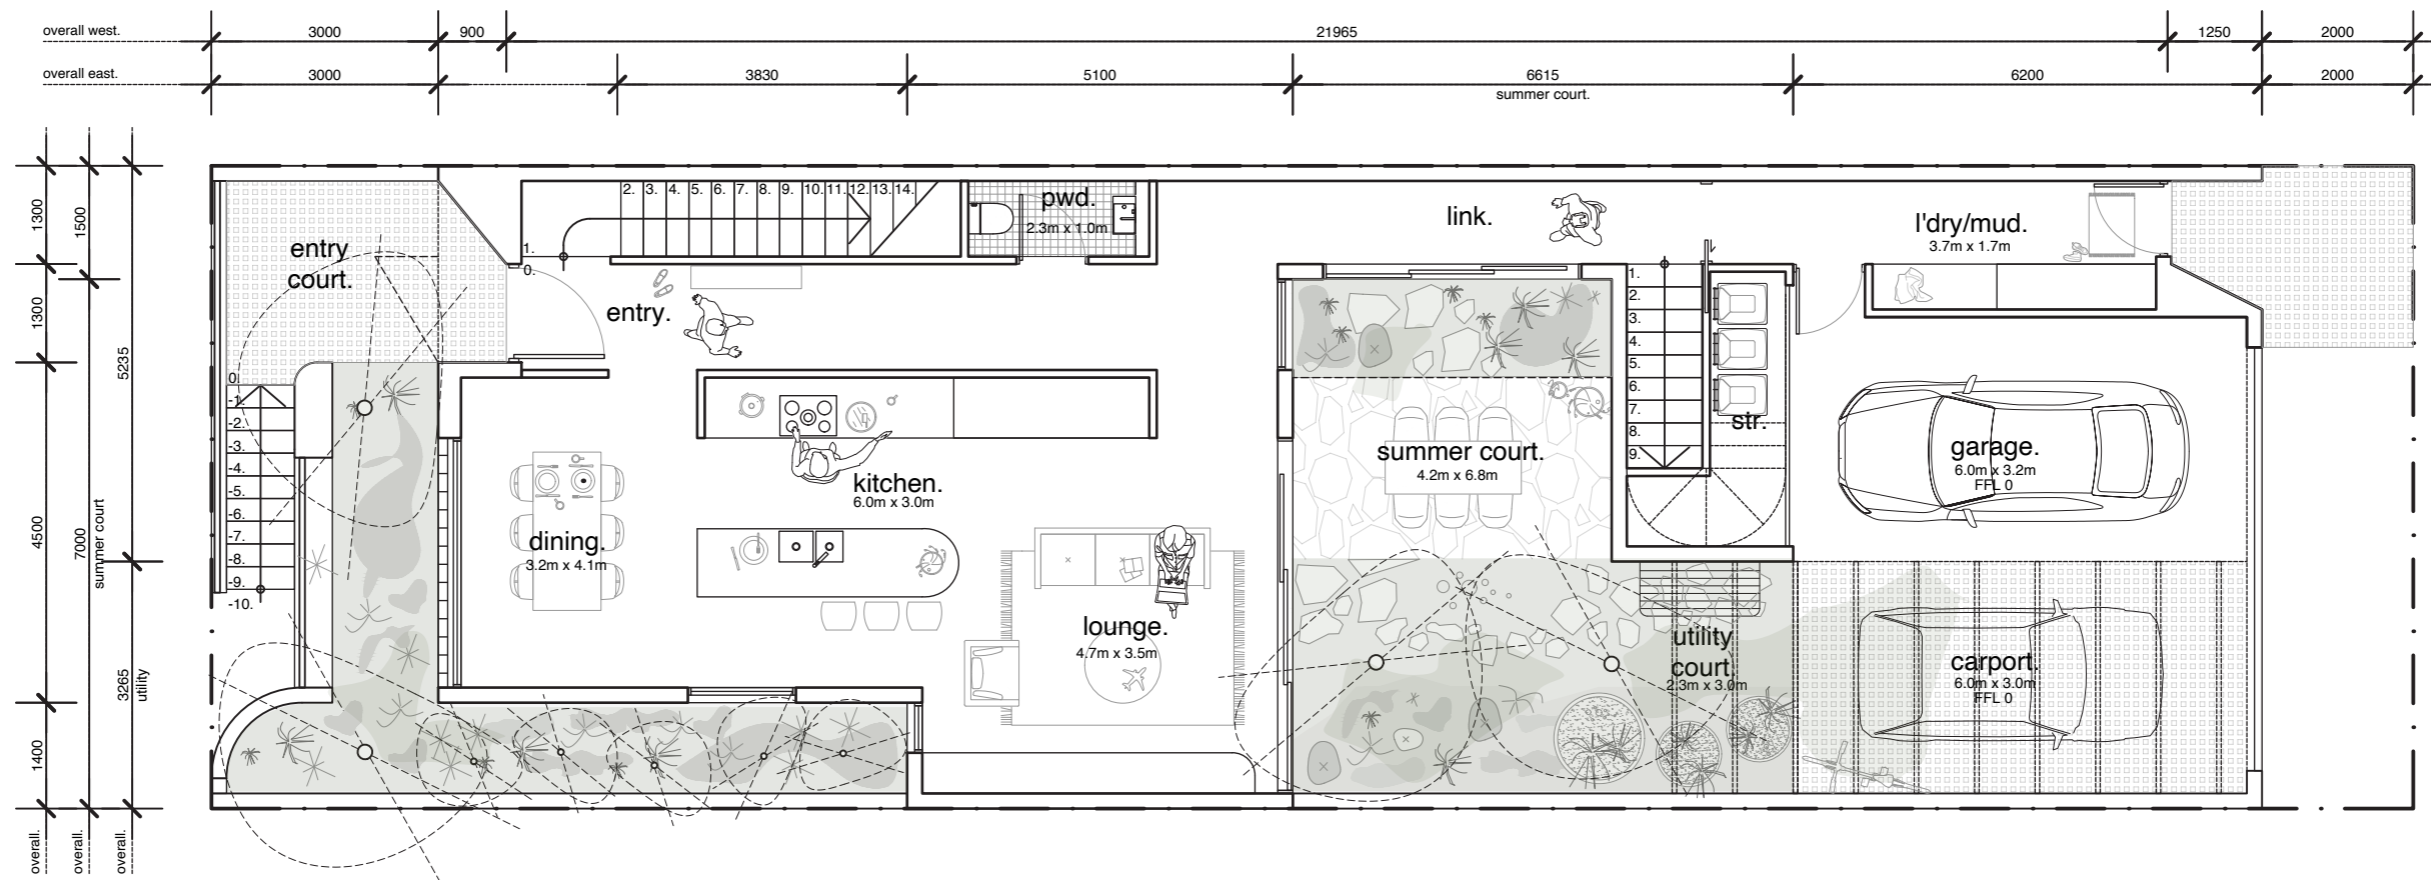 overall west.
3000
900
21965
1250
2000
overall east.
3000
3830
5100
6615
6200
2000
summer court.
1300
1300
4500
1400
overall.
1500
7000
summer court
overall.
5235
3265
utility
overall.
entry
court.
0.
-1.
-2.
-3.
-4.
-5.
-6.
-7.
-8.
-9.
-10.
0.
1.
2.
3.
4.
5.
6.
7.
8.
9.
10.
11.
12.
13.
14.
pwd.
2.3m x 1.0m
entry.
link.
l'dry/mud.
3.7m x 1.7m
dining.
3.2m x 4.1m
kitchen.
6.0m x 3.0m
lounge.
4.7m x 3.5m
summer court.
4.2m x 6.8m
1.
2.
3.
4.
5.
6.
7.
8.
9.
str.
garage.
6.0m x 3.2m
FFL 0
utility
court.
2.3m x 3.0m
carport.
6.0m x 3.0m
FFL 0